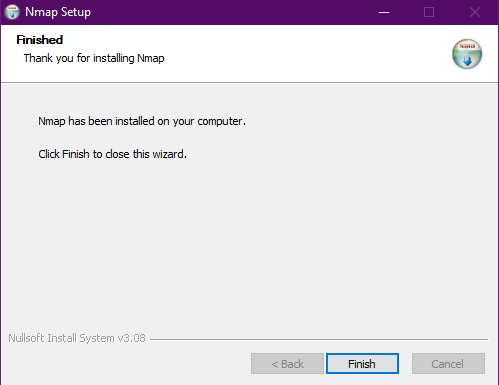 Nmap Setup
Finished
Thank you for installing Nmap
Nmap has been installed on your computer.
Click Finish to close this wizard.
Nullsoft Install System v3.08
< Back
Finish
Cancel